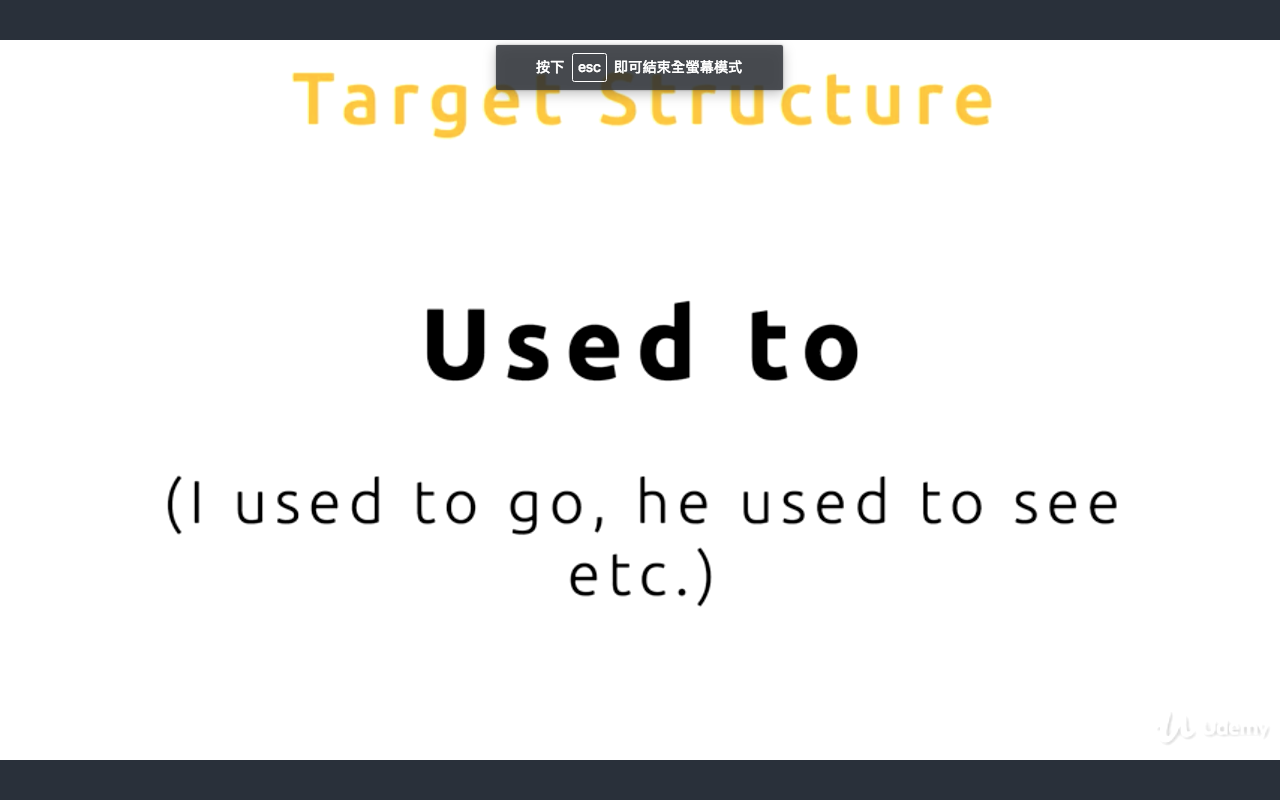 按下 esc 即可結束全螢幕模式
Target Structure
Used to
(I used to go, he used to see
etc.)
Udemy